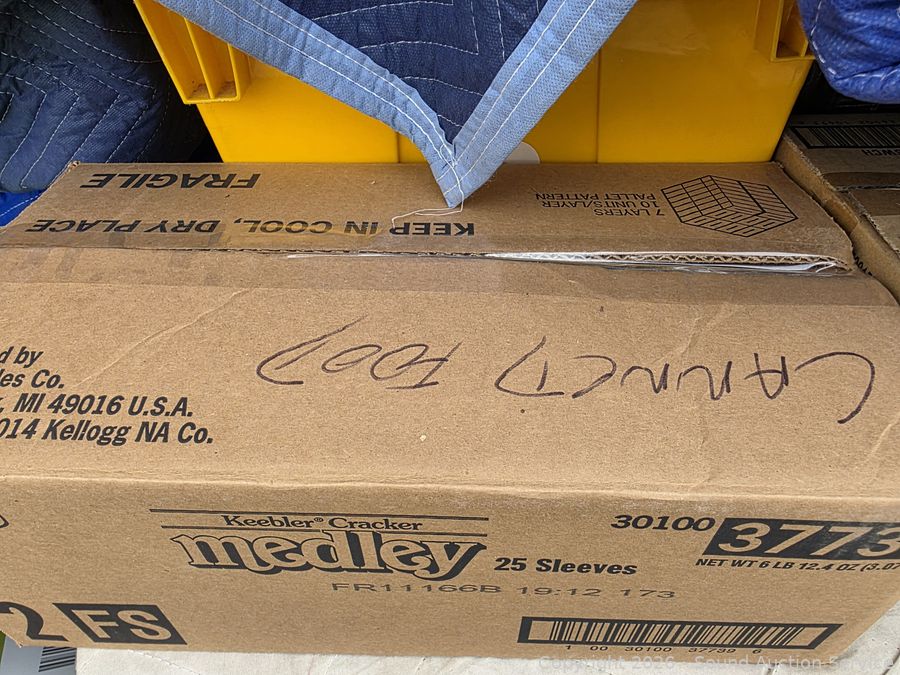 FRAGILE
KEEP IN COOL, DRY PLACE
7 LAYERS
10 UNITS/LAYER
PALLET PATTERN
CANNED FOOD
d by
les Co.
, MI 49016 U.S.A.
014 Kellogg NA Co.
Keebler® Cracker
medley
25 Sleeves
FR11166B 19:12 173
30100 3773
NET WT 6 LB 12.4 OZ (3.07
2 FS
1 00 30100 37739 6
Copyright 2026 - Sound Auction Service